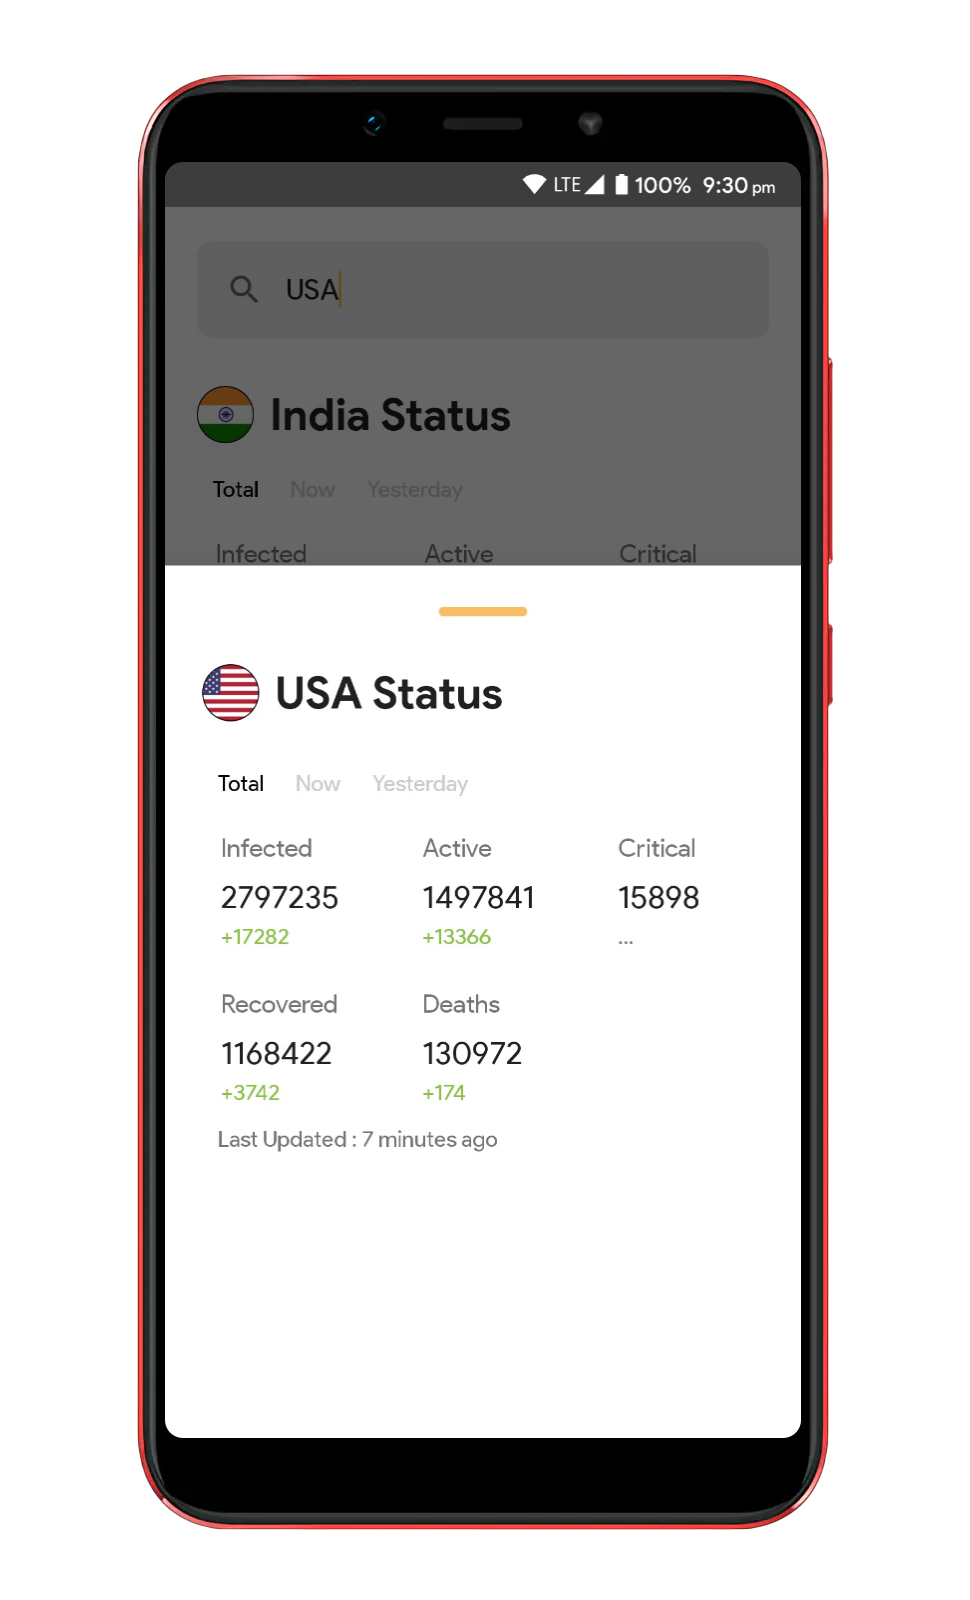 LTE 100% 9:30 pm
USA
India Status
Total Now Yesterday
Infected Active Critical
USA Status
Total Now Yesterday
Infected Active Critical
2797235 1497841 15898
+17282 +13366 ...
Recovered Deaths
1168422 130972
+3742 +174
Last Updated : 7 minutes ago